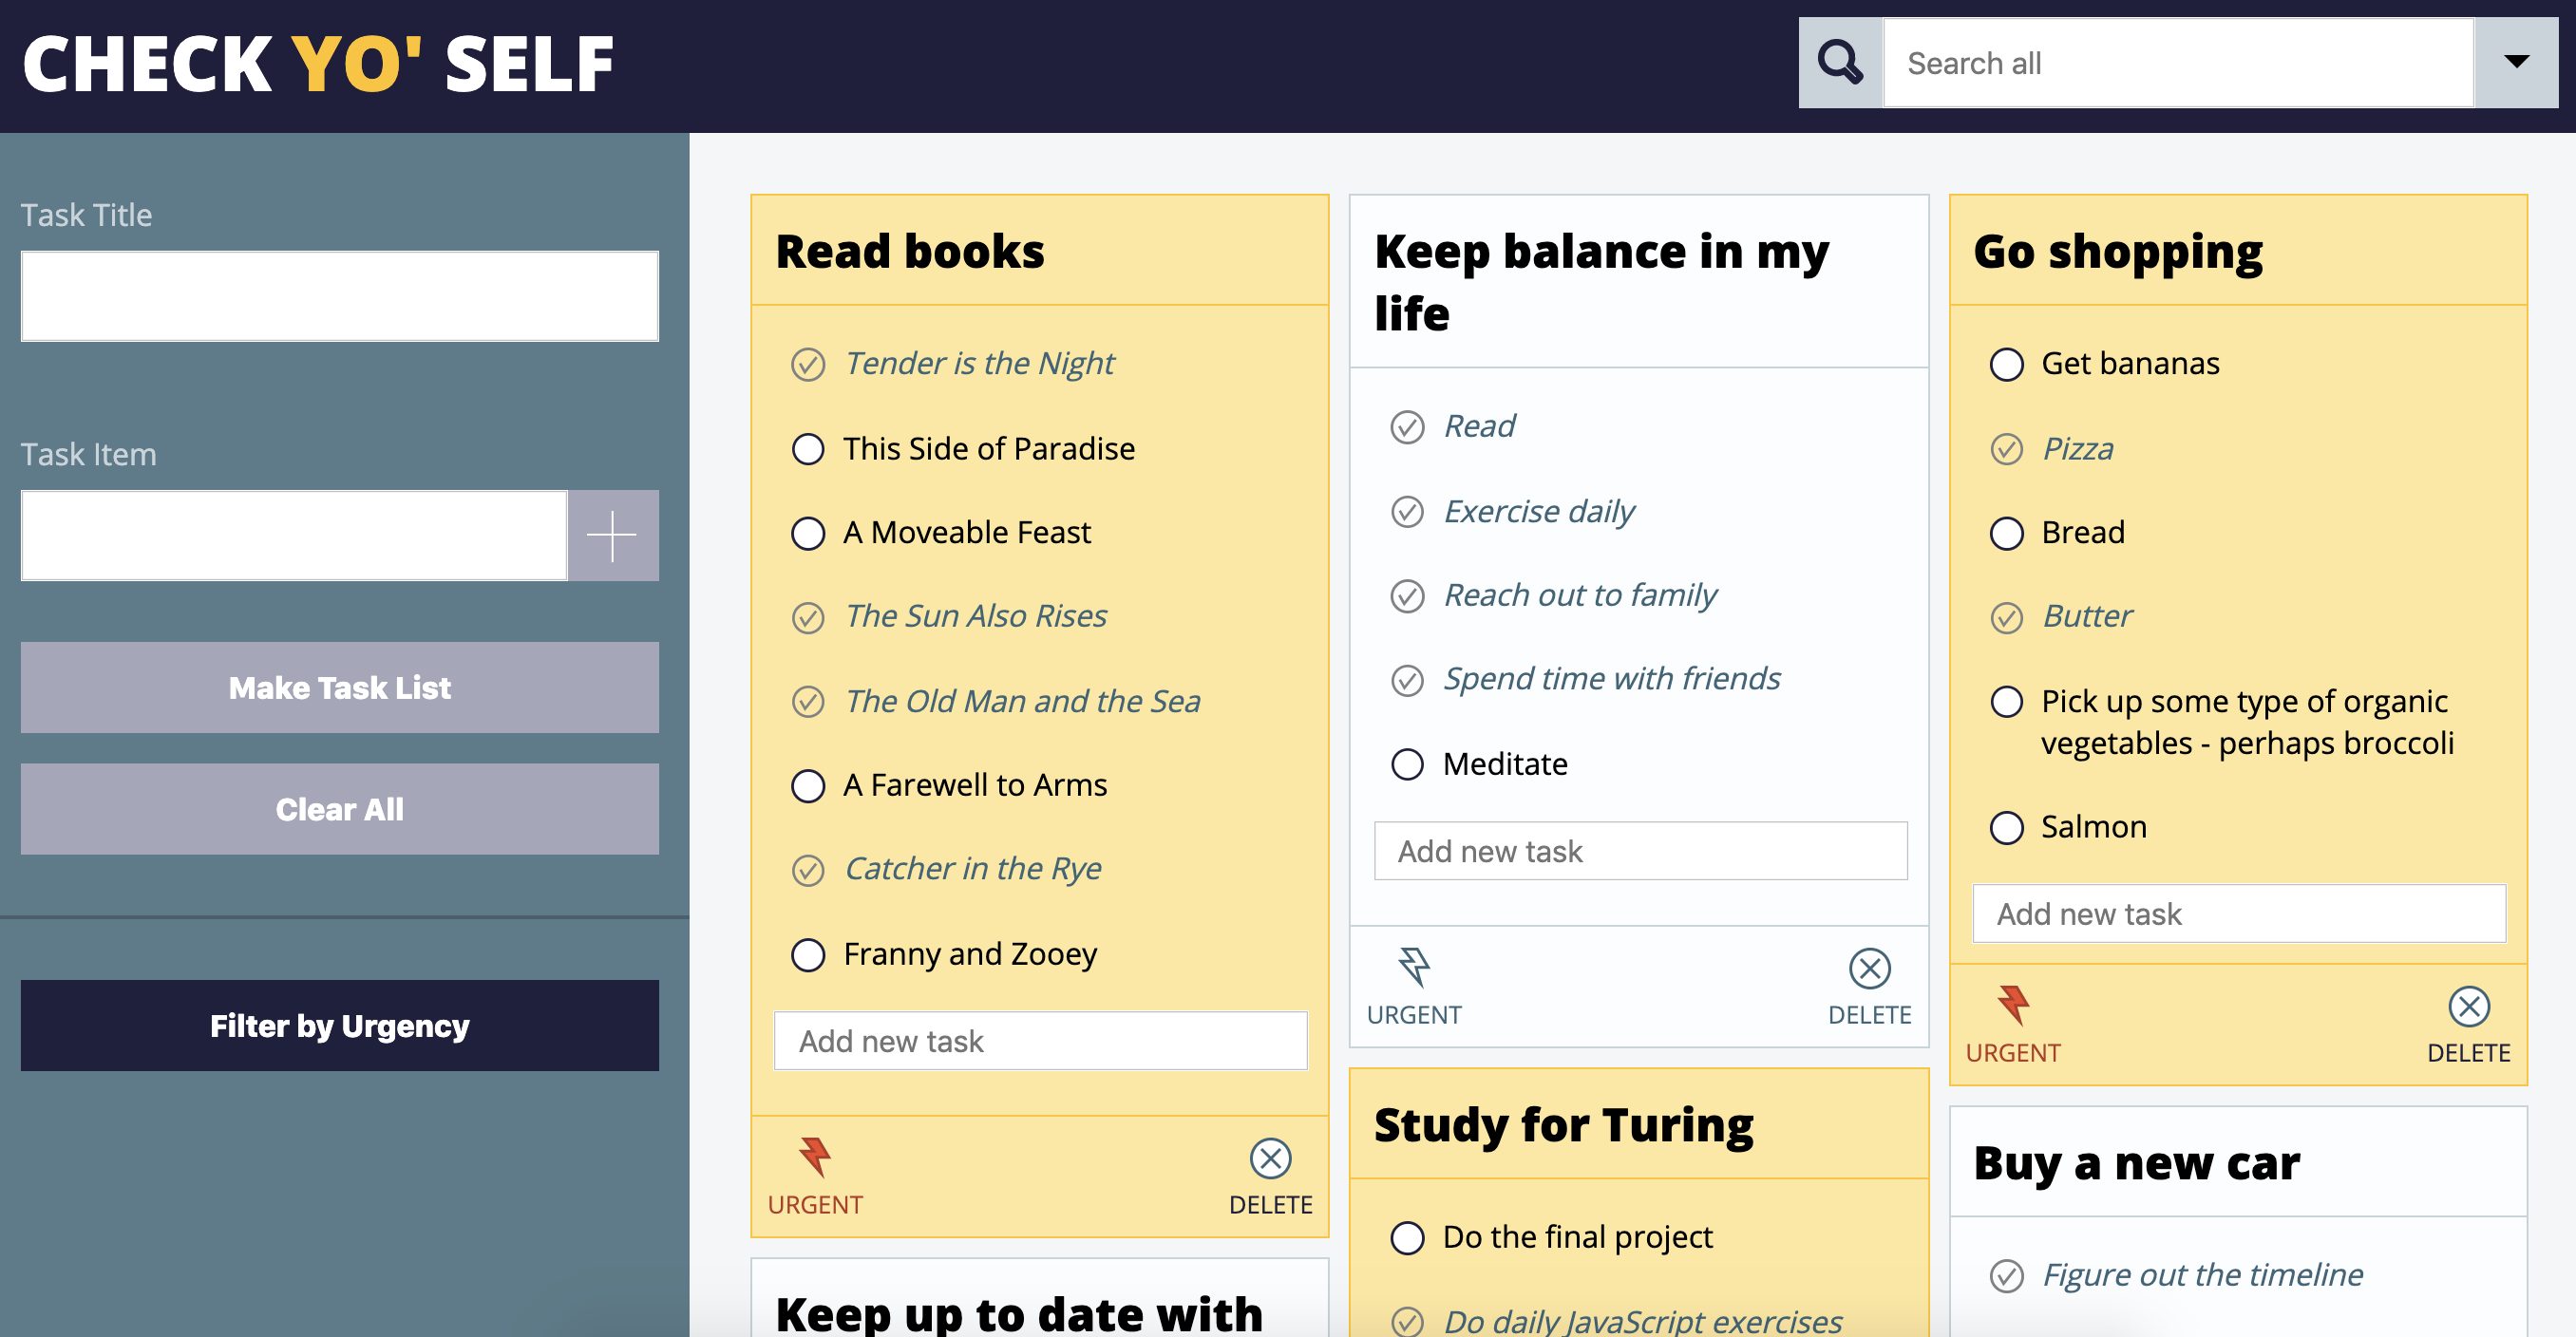 CHECK YO' SELF
Search all
Task Title
Task Item
Make Task List
Clear All
Filter by Urgency
Read books
Tender is the Night
This Side of Paradise
A Moveable Feast
The Sun Also Rises
The Old Man and the Sea
A Farewell to Arms
Catcher in the Rye
Franny and Zooey
Add new task
URGENT
DELETE
Keep up to date with
Keep balance in my
life
Read
Exercise daily
Reach out to family
Spend time with friends
Meditate
Add new task
URGENT
DELETE
Study for Turing
Do the final project
Do daily JavaScript exercises
Go shopping
Get bananas
Pizza
Bread
Butter
Pick up some type of organic
vegetables - perhaps broccoli
Salmon
Add new task
URGENT
DELETE
Buy a new car
Figure out the timeline